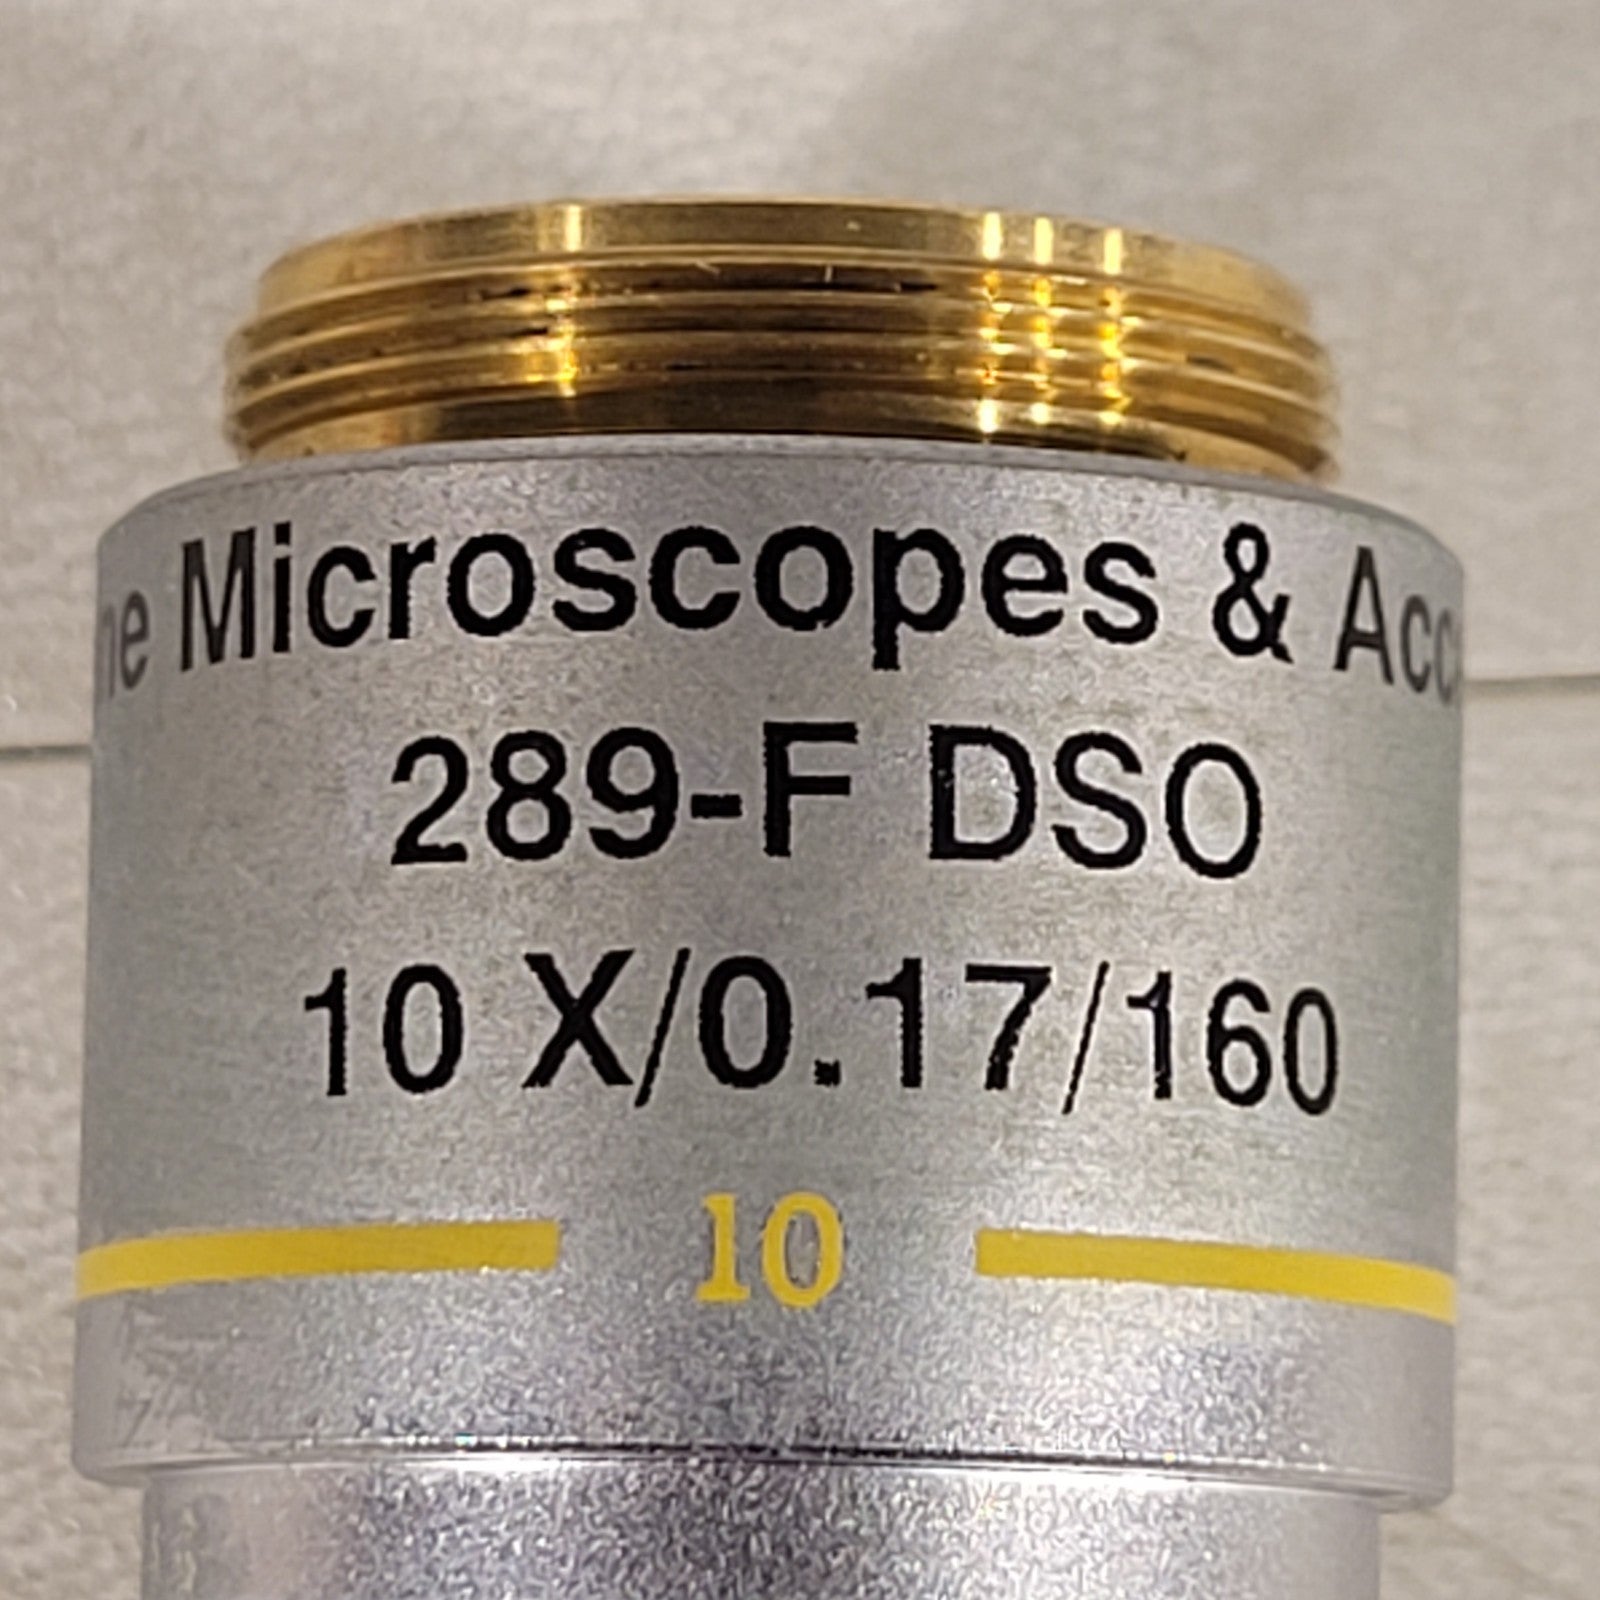 Microscopes &
289-F DSO
10 X/0.17/160
10